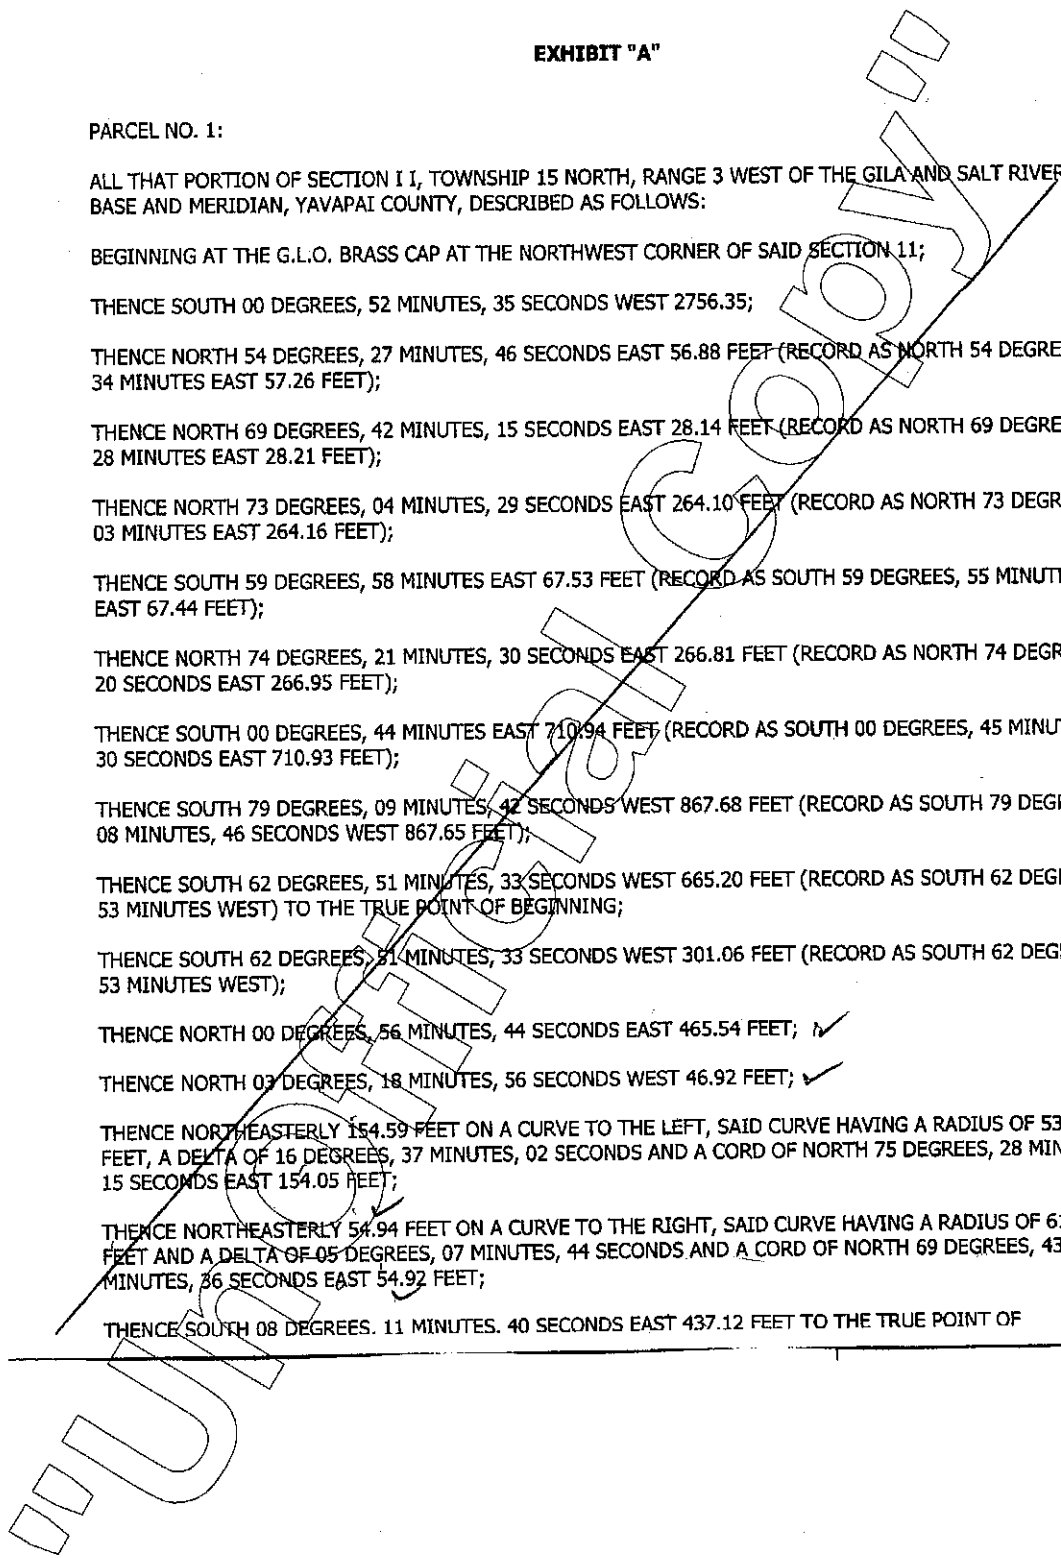 EXHIBIT "A"
PARCEL NO. 1:
ALL THAT PORTION OF SECTION I I, TOWNSHIP 15 NORTH, RANGE 3 WEST OF THE GILA AND SALT RIVER
BASE AND MERIDIAN, YAVAPAI COUNTY, DESCRIBED AS FOLLOWS:
BEGINNING AT THE G.L.O. BRASS CAP AT THE NORTHWEST CORNER OF SAID SECTION 11;
THENCE SOUTH 00 DEGREES, 52 MINUTES, 35 SECONDS WEST 2756.35;
THENCE NORTH 54 DEGREES, 27 MINUTES, 46 SECONDS EAST 56.88 FEET (RECORD AS NORTH 54 DEGRE
34 MINUTES EAST 57.26 FEET);
THENCE NORTH 69 DEGREES, 42 MINUTES, 15 SECONDS EAST 28.14 FEET (RECORD AS NORTH 69 DEGRE
28 MINUTES EAST 28.21 FEET);
THENCE NORTH 73 DEGREES, 04 MINUTES, 29 SECONDS EAST 264.10 FEET (RECORD AS NORTH 73 DEGR
03 MINUTES EAST 264.16 FEET);
THENCE SOUTH 59 DEGREES, 58 MINUTES EAST 67.53 FEET (RECORD AS SOUTH 59 DEGREES, 55 MINUT
EAST 67.44 FEET);
THENCE NORTH 74 DEGREES, 21 MINUTES, 30 SECONDS EAST 266.81 FEET (RECORD AS NORTH 74 DEGR
20 SECONDS EAST 266.95 FEET);
THENCE SOUTH 00 DEGREES, 44 MINUTES EAST 710.94 FEET (RECORD AS SOUTH 00 DEGREES, 45 MINU
30 SECONDS EAST 710.93 FEET);
THENCE SOUTH 79 DEGREES, 09 MINUTES, 42 SECONDS WEST 867.68 FEET (RECORD AS SOUTH 79 DEG
08 MINUTES, 46 SECONDS WEST 867.65 FEET);
THENCE SOUTH 62 DEGREES, 51 MINUTES, 33 SECONDS WEST 665.20 FEET (RECORD AS SOUTH 62 DEG
53 MINUTES WEST) TO THE TRUE POINT OF BEGINNING;
THENCE SOUTH 62 DEGREES, 51 MINUTES, 33 SECONDS WEST 301.06 FEET (RECORD AS SOUTH 62 DEG
53 MINUTES WEST);
THENCE NORTH 00 DEGREES, 56 MINUTES, 44 SECONDS EAST 465.54 FEET;
THENCE NORTH 03 DEGREES, 18 MINUTES, 56 SECONDS WEST 46.92 FEET;
THENCE NORTHEASTERLY 154.59 FEET ON A CURVE TO THE LEFT, SAID CURVE HAVING A RADIUS OF 53
FEET, A DELTA OF 16 DEGREES, 37 MINUTES, 02 SECONDS AND A CORD OF NORTH 75 DEGREES, 28 MIN
15 SECONDS EAST 154.05 FEET;
THENCE NORTHEASTERLY 54.94 FEET ON A CURVE TO THE RIGHT, SAID CURVE HAVING A RADIUS OF 61
FEET AND A DELTA OF 05 DEGREES, 07 MINUTES, 44 SECONDS AND A CORD OF NORTH 69 DEGREES, 43
MINUTES, 36 SECONDS EAST 54.92 FEET;
THENCE SOUTH 08 DEGREES. 11 MINUTES. 40 SECONDS EAST 437.12 FEET TO THE TRUE POINT OF
"Unofficial Copy"